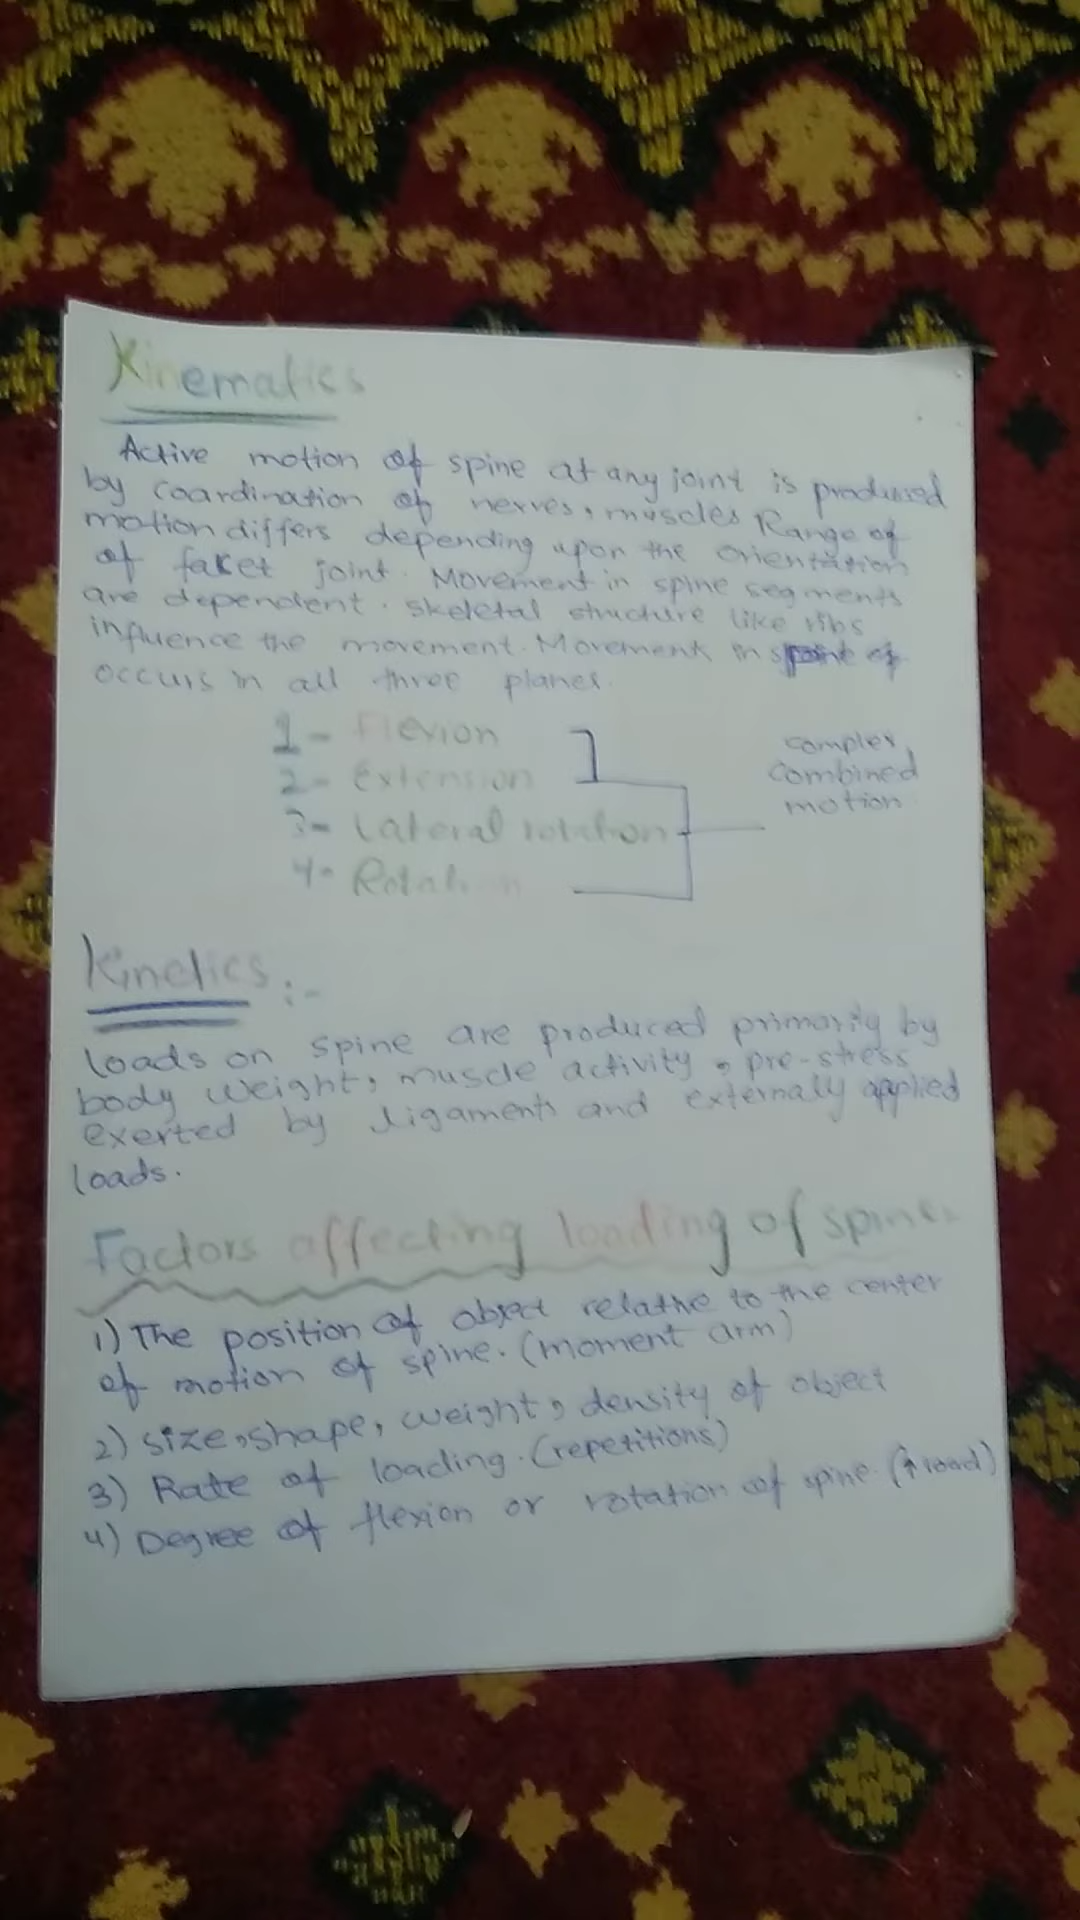 Kinematics
Active motion of spine at any joint is produced
by coardination of nerves, muscles Range of
motion differs depending upon the orientation
of facet joint. Movement in spine segments
are dependent. skeletal structure like ribs
influence the movement. Movement in
occurs in all three planes.
1- Flexion
2- Extension
3- Lateral rotation
4- Rotation
complex,
combined
motion
Kinetics:-
Loads on spine are produced primarily by
body weight, muscle activity, pre-stress
exerted by ligaments and externally applied
loads.
Factors affecting loading of spine
1) The position of object relative to the center
of motion of spine. (moment arm)
2) size, shape, weight, density of object
3) Rate of loading. (repetitions)
4) Degree of flexion or rotation of spine. (↑ load)